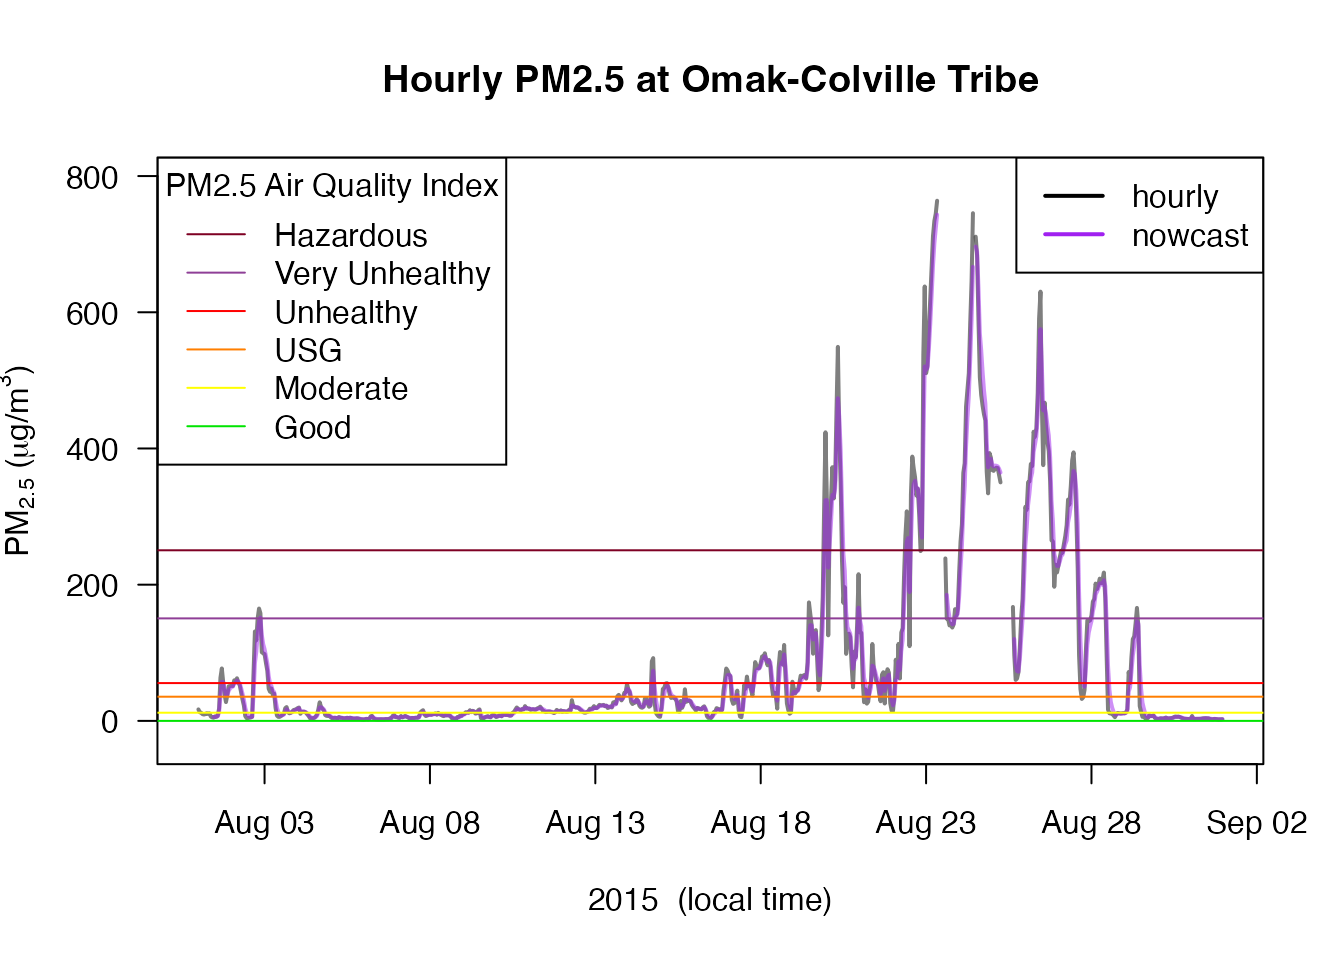 Hourly PM2.5 at Omak-Colville Tribe
PM2.5 (µg/m3)
800
600
400
200
0
PM2.5 Air Quality Index
Hazardous
Very Unhealthy
Unhealthy
USG
Moderate
Good
hourly
nowcast
Aug 03 Aug 08 Aug 13 Aug 18 Aug 23 Aug 28 Sep 02
2015 (local time)